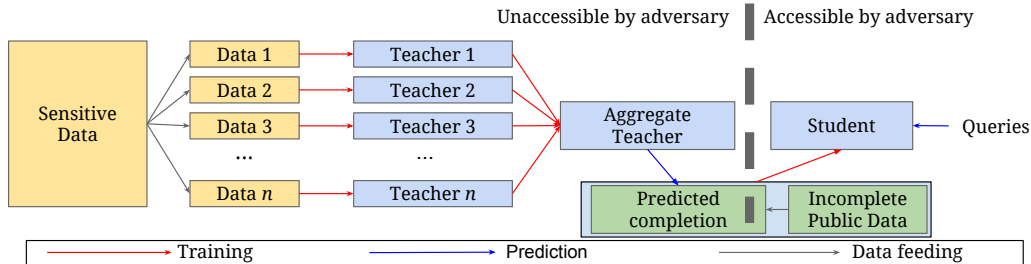 Unaccessible by adversary
Accessible by adversary
Sensitive
Data
Data 1
Teacher 1
Data 2
Teacher 2
Data 3
Teacher 3
...
...
Data n
Teacher n
Aggregate
Teacher
Student
Queries
Predicted
completion
Incomplete
Public Data
Training
Prediction
Data feeding